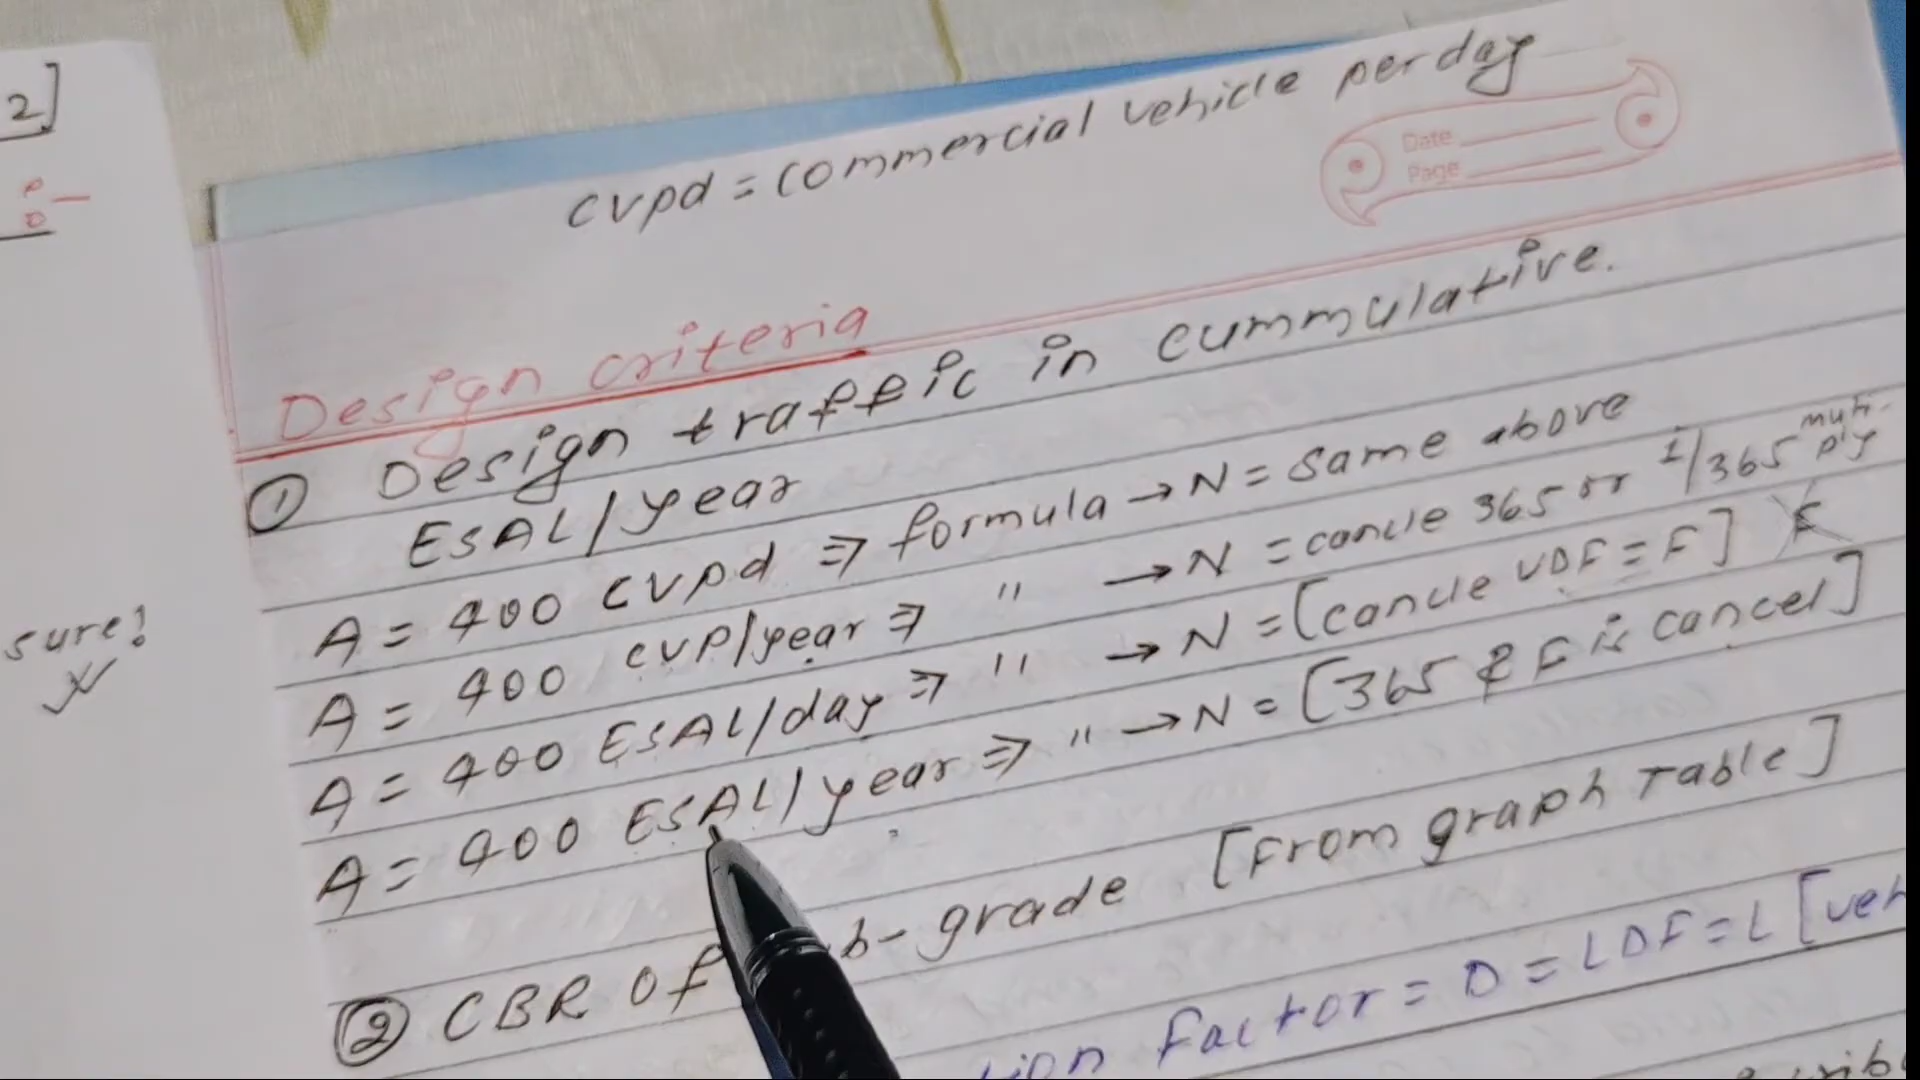 2]
sure!
cvpd = commercial vehicle per day
Date
Page
Design criteria
① Design traffic in cummulative.
ESAL/year
A = 400 cvpd ⇒ formula → N = same above
A = 400 cvp/year ⇒ " → N = cancle 365 or 1/365 multiply
A = 400 ESAL/day ⇒ " → N = [cancle VDF = F] F
A = 400 ESAL/year ⇒ " → N = [365 & F is cancel]
② CBR of b-grade [From graph Table]
tion Factor = D = LDF = L [veh